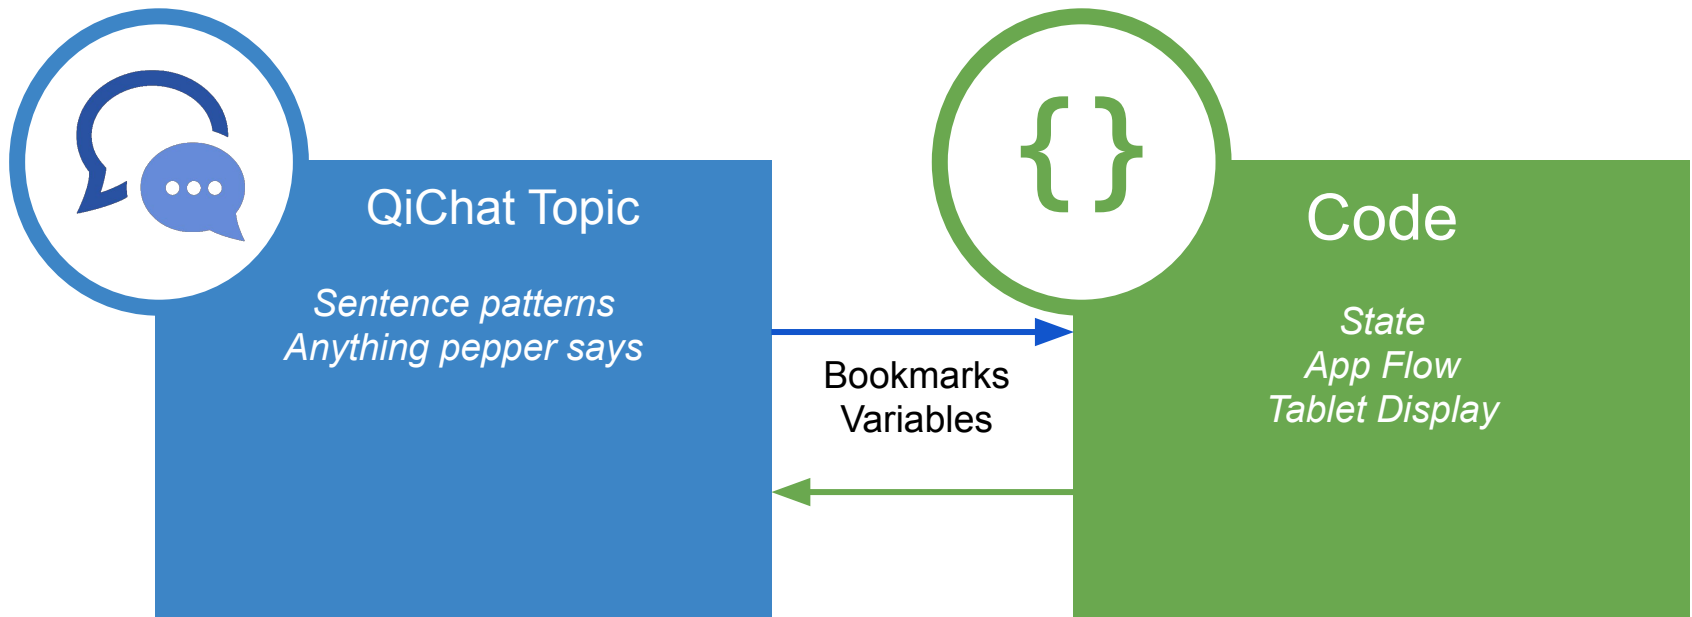 QiChat Topic
Sentence patterns
Anything pepper says
Bookmarks
Variables
{}
Code
State
App Flow
Tablet Display